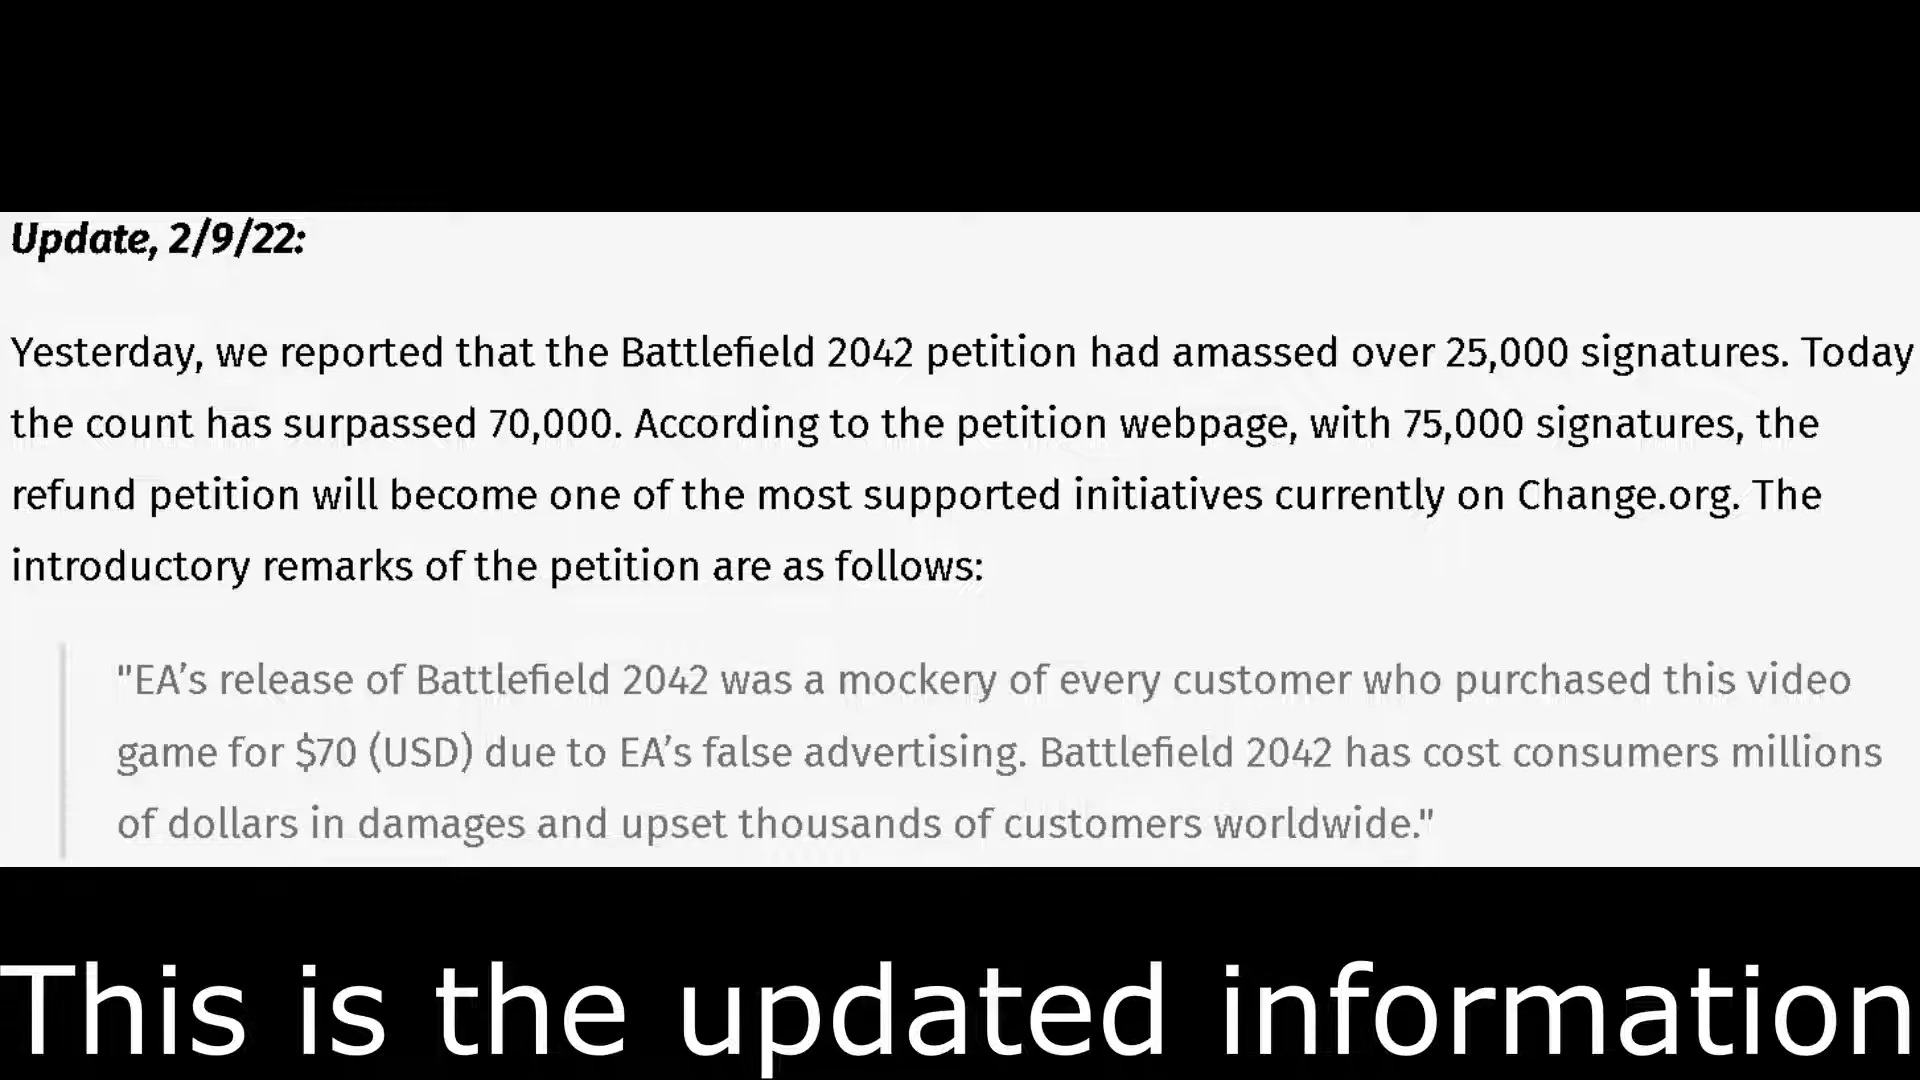 Update, 2/9/22:
Yesterday, we reported that the Battlefield 2042 petition had amassed over 25,000 signatures. Today
the count has surpassed 70,000. According to the petition webpage, with 75,000 signatures, the
refund petition will become one of the most supported initiatives currently on Change.org. The
introductory remarks of the petition are as follows:
"EA’s release of Battlefield 2042 was a mockery of every customer who purchased this video
game for $70 (USD) due to EA’s false advertising. Battlefield 2042 has cost consumers millions
of dollars in damages and upset thousands of customers worldwide."
This is the updated information